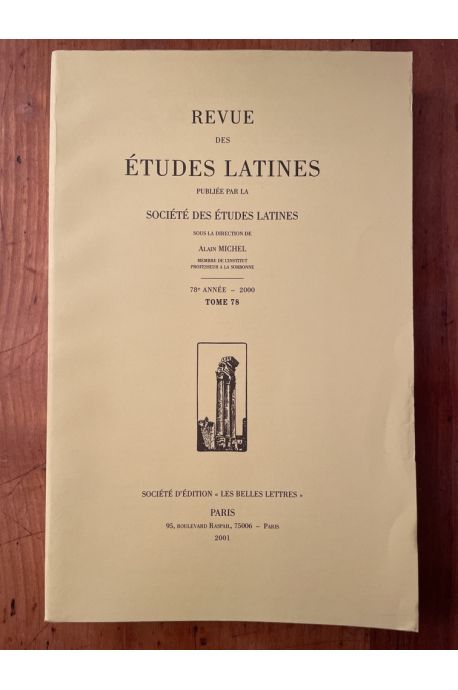 REVUE
DES
ÉTUDES LATINES
PUBLIÉE PAR LA
SOCIÉTÉ DES ÉTUDES LATINES
SOUS LA DIRECTION DE
ALAIN MICHEL
MEMBRE DE L'INSTITUT
PROFESSEUR A LA SORBONNE
78e ANNÉE – 2000
TOME 78
SOCIÉTÉ D'ÉDITION « LES BELLES LETTRES »
PARIS
95, BOULEVARD RASPAIL, 75006 – PARIS
2001